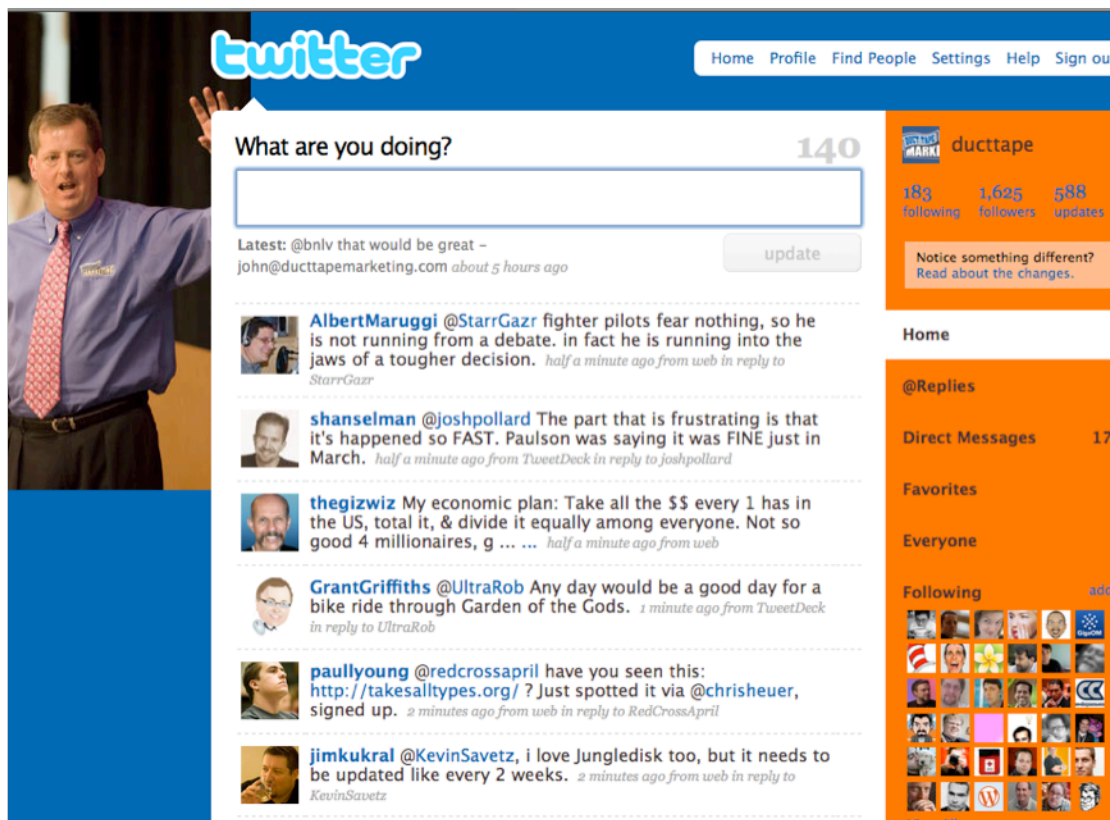 twitter
Home Profile Find People Settings Help Sign ou
What are you doing?
140
Latest: @bnlv that would be great –
john@ducttapemarketing.com about 5 hours ago
update
AlbertMaruggi @StarrGazr fighter pilots fear nothing, so he
is not running from a debate. in fact he is running into the
jaws of a tougher decision. half a minute ago from web in reply to
StarrGazr
shanselman @joshpollard The part that is frustrating is that
it's happened so FAST. Paulson was saying it was FINE just in
March. half a minute ago from TweetDeck in reply to joshpollard
thegizwiz My economic plan: Take all the $$ every 1 has in
the US, total it, & divide it equally among everyone. Not so
good 4 millionaires, g ... ... half a minute ago from web
GrantGriffiths @UltraRob Any day would be a good day for a
bike ride through Garden of the Gods. 1 minute ago from TweetDeck
in reply to UltraRob
paullyoung @redcrossapril have you seen this:
http://takesalltypes.org/ ? Just spotted it via @chrisheuer,
signed up. 2 minutes ago from web in reply to RedCrossApril
jimkukral @KevinSavetz, i love Jungledisk too, but it needs to
be updated like every 2 weeks. 2 minutes ago from web in reply to
KevinSavetz
ducttape
183 1,625 588
following followers updates
Notice something different?
Read about the changes.
Home
@Replies
Direct Messages 17
Favorites
Everyone
Following add
GigaOM